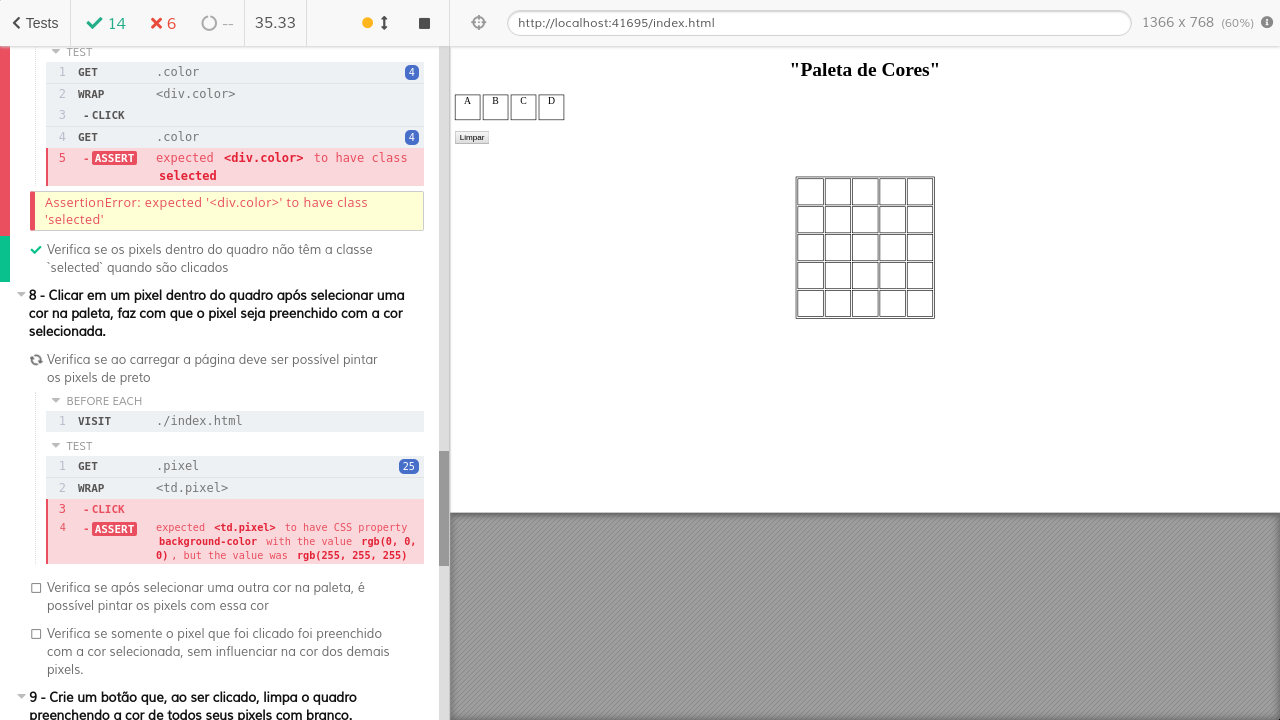 Tests
14
6
--
35.33
http://localhost:41695/index.html
1366 x 768 (60%)
TEST
1 GET .color 4
2 WRAP <div.color>
3 - CLICK
4 GET .color 4
5 - ASSERT expected <div.color> to have class
selected
AssertionError: expected '<div.color>' to have class
'selected'
Verifica se os pixels dentro do quadro não têm a classe
`selected` quando são clicados
8 - Clicar em um pixel dentro do quadro após selecionar uma
cor na paleta, faz com que o pixel seja preenchido com a cor
selecionada.
Verifica se ao carregar a página deve ser possível pintar
os pixels de preto
BEFORE EACH
1 VISIT ./index.html
TEST
1 GET .pixel 25
2 WRAP <td.pixel>
3 - CLICK
4 - ASSERT expected <td.pixel> to have CSS property
background-color with the value rgb(0, 0,
0) , but the value was rgb(255, 255, 255)
Verifica se após selecionar uma outra cor na paleta, é
possível pintar os pixels com essa cor
Verifica se somente o pixel que foi clicado foi preenchido
com a cor selecionada, sem influenciar na cor dos demais
pixels.
9 - Crie um botão que, ao ser clicado, limpa o quadro
preenchendo a cor de todos seus pixels com branco.
"Paleta de Cores"
A B C D
Limpar